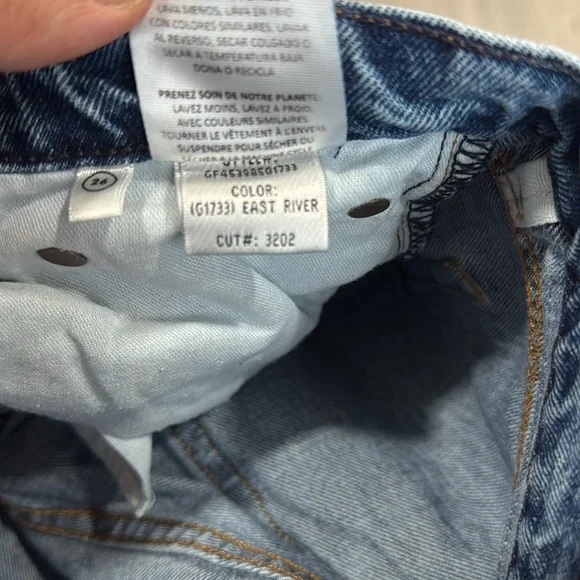 LAVA MENOS, LAVA EN FRÍO
CON COLORES SIMILARES, LAVAR
AL REVERSO, SECAR COLGADO O
SECAR A TEMPERATURA BAJA,
DONA O RECICLA
PRENEZ SOIN DE NOTRE PLANÈTE:
LAVEZ MOINS, LAVEZ A FROID
AVEC COULEURS SIMILAIRES
TOURNER LE VÊTEMENT À L'ENVERS
SUSPENDRE POUR SÉCHER OU
26
COLOR:
(G1733) EAST RIVER
CUT#: 3202